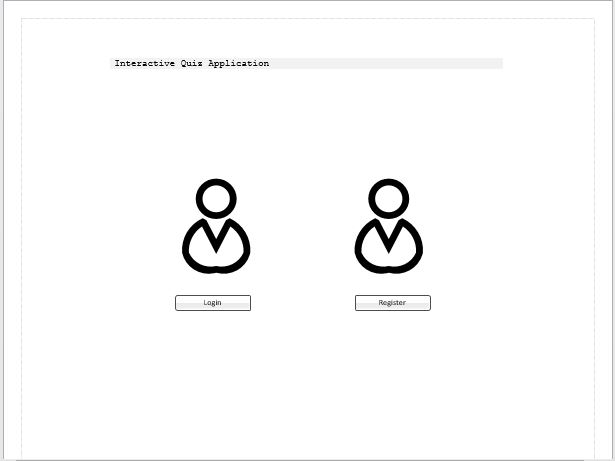 Interactive Quiz Application
Login
Register